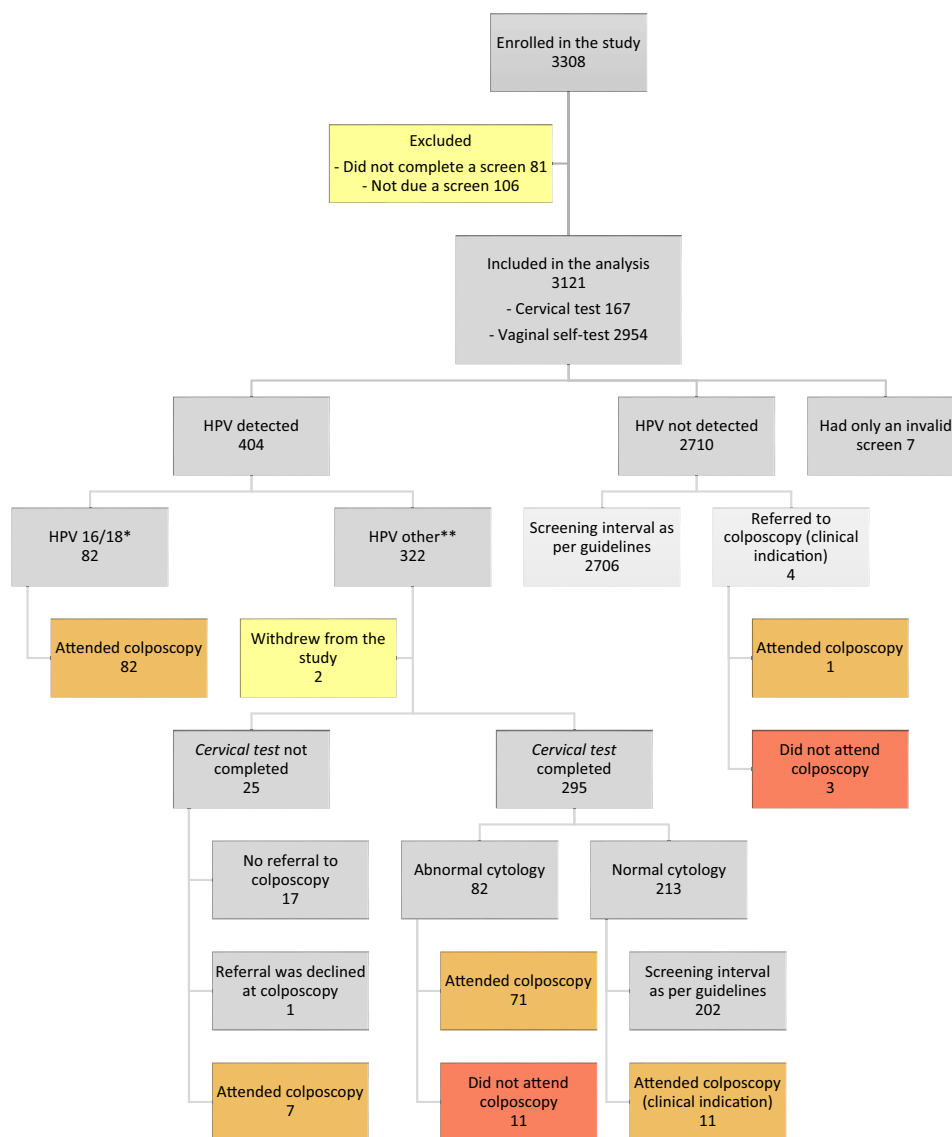 Enrolled in the study
3308
Excluded
- Did not complete a screen 81
- Not due a screen 106
Included in the analysis
3121
- Cervical test 167
- Vaginal self-test 2954
HPV detected
404
HPV not detected
2710
Had only an invalid
screen 7
HPV 16/18*
82
HPV other**
322
Screening interval as
per guidelines
2706
Referred to
colposcopy (clinical
indication)
4
Attended colposcopy
82
Withdrew from the
study
2
Attended colposcopy
1
Cervical test not
completed
25
Cervical test
completed
295
Did not attend
colposcopy
3
No referral to
colposcopy
17
Abnormal cytology
82
Normal cytology
213
Referral was declined
at colposcopy
1
Attended colposcopy
71
Screening interval
as per guidelines
202
Attended colposcopy
7
Did not attend
colposcopy
11
Attended colposcopy
(clinical indication)
11